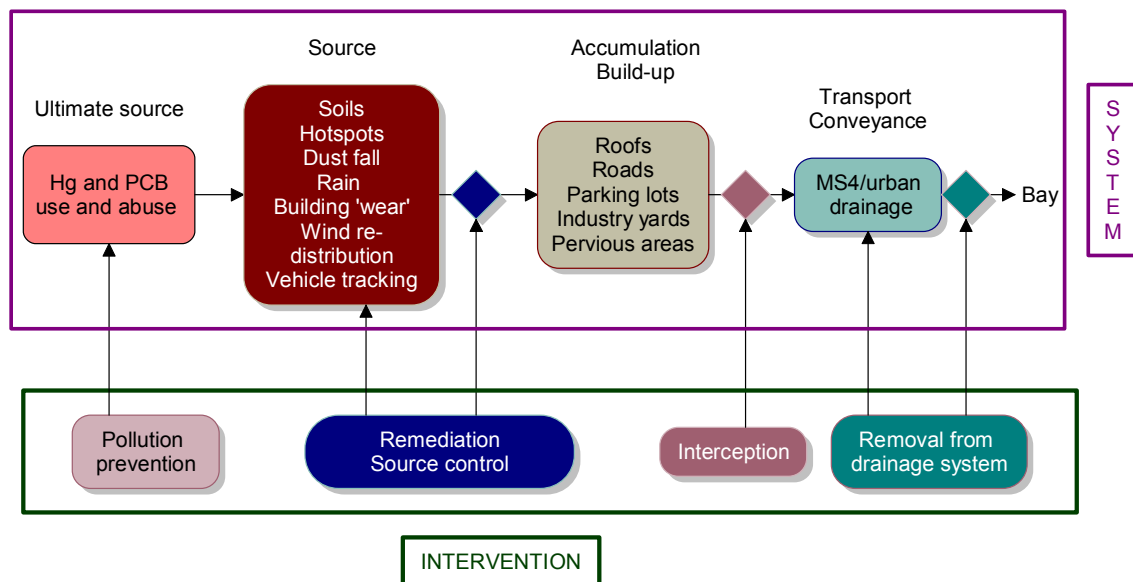 Ultimate source
Hg and PCB
use and abuse
Source
Soils
Hotspots
Dust fall
Rain
Building 'wear'
Wind re-
distribution
Vehicle tracking
Accumulation
Build-up
Roofs
Roads
Parking lots
Industry yards
Pervious areas
Transport
Conveyance
MS4/urban
drainage
Bay
S
Y
S
T
E
M
Pollution
prevention
Remediation
Source control
Interception
Removal from
drainage system
INTERVENTION